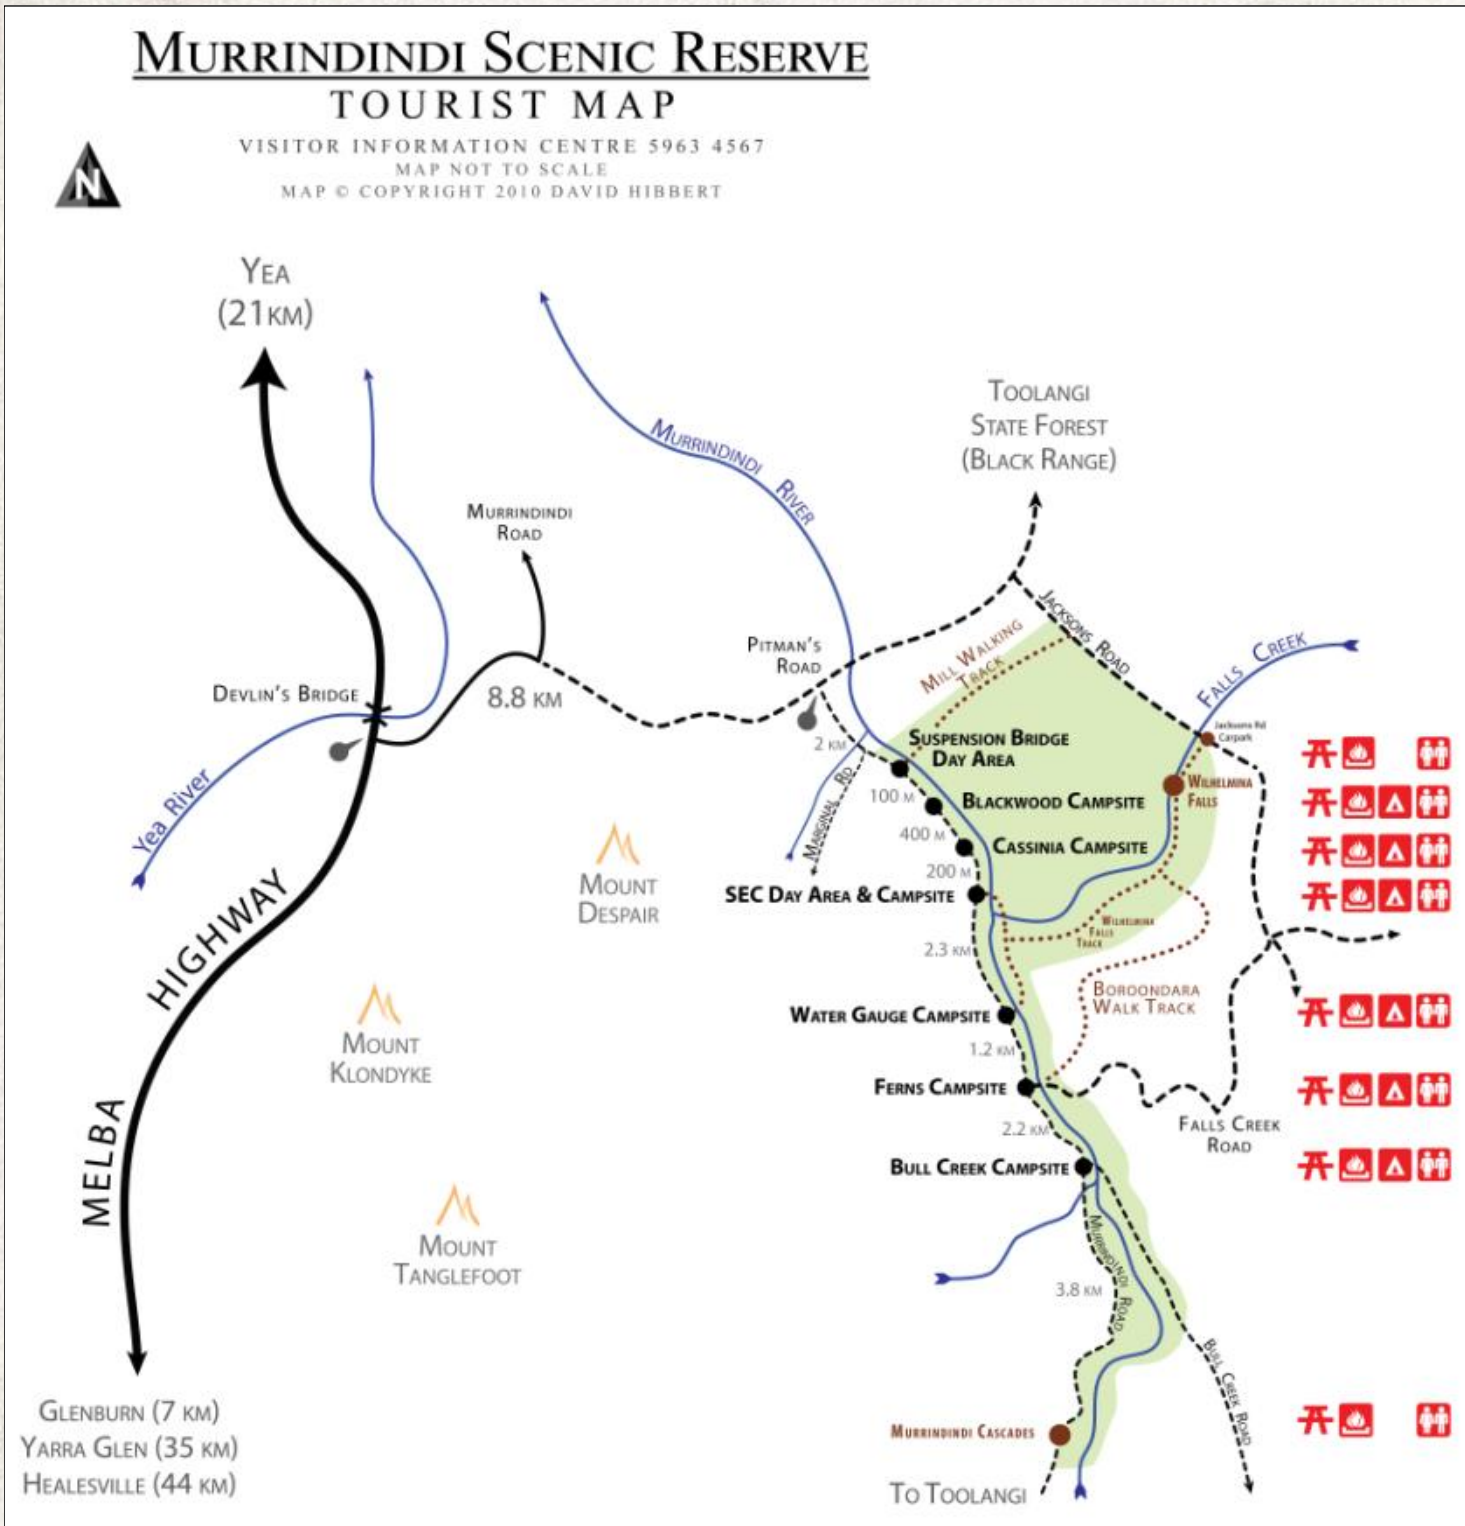 MURRINDINDI SCENIC RESERVE
TOURIST MAP
VISITOR INFORMATION CENTRE 5963 4567
MAP NOT TO SCALE
MAP © COPYRIGHT 2010 DAVID HIBBERT
N
YEA
(21KM)
MURRINDINDI RIVER
TOOLANGI
STATE FOREST
(BLACK RANGE)
MURRINDINDI
ROAD
JACKSONS ROAD
PITMAN'S
ROAD
MILL WALKING
TRACK
FALLS CREEK
DEVLIN'S BRIDGE
8.8 KM
Jacksons Rd
Carpark
2 KM
SUSPENSION BRIDGE
DAY AREA
Yea River
MARGINAL RD
100 M
BLACKWOOD CAMPSITE
WILHELMINA
FALLS
400 M
CASSINIA CAMPSITE
200 M
MOUNT
DESPAIR
SEC DAY AREA & CAMPSITE
WILHELMINA
FALLS
TRACK
2.3 KM
HIGHWAY
BOROONDARA
WALK TRACK
WATER GAUGE CAMPSITE
MOUNT
KLONDYKE
1.2 KM
FERNS CAMPSITE
2.2 KM
FALLS CREEK
ROAD
MELBA
BULL CREEK CAMPSITE
MOUNT
TANGLEFOOT
MURRINDINDI ROAD
3.8 KM
BULL CREEK ROAD
GLENBURN (7 KM)
YARRA GLEN (35 KM)
HEALESVILLE (44 KM)
MURRINDINDI CASCADES
TO TOOLANGI